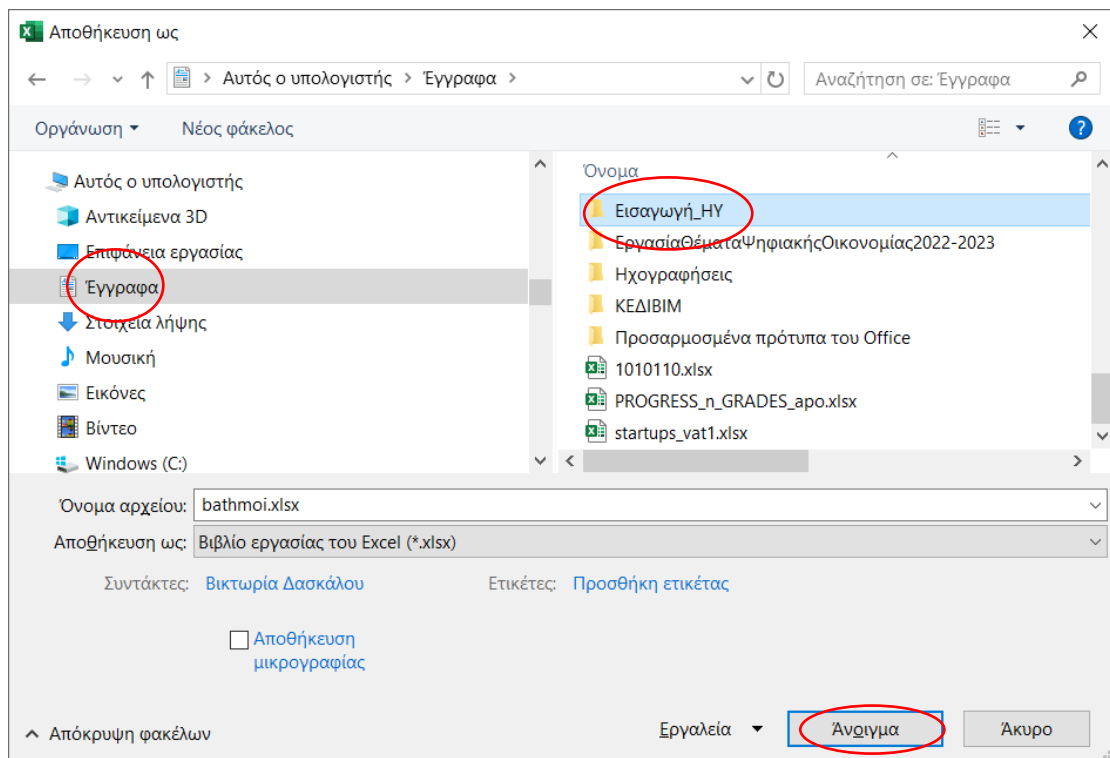 Αποθήκευση ως
Αυτός ο υπολογιστής > Έγγραφα >
Αναζήτηση σε: Έγγραφα
Οργάνωση
Νέος φάκελος
?
Αυτός ο υπολογιστής
Αντικείμενα 3D
Επιφάνεια εργασίας
Έγγραφα
Στοιχεία λήψης
Μουσική
Εικόνες
Βίντεο
Windows (C:)
Όνομα
Εισαγωγή_ΗΥ
ΕργασίαΘέματαΨηφιακήςΟικονομίας2022-2023
Ηχογραφήσεις
ΚΕΔΙΒΙΜ
Προσαρμοσμένα πρότυπα του Office
1010110.xlsx
PROGRESS_n_GRADES_apo.xlsx
startups_vat1.xlsx
Όνομα αρχείου: bathmoi.xlsx
Αποθήκευση ως: Βιβλίο εργασίας του Excel (*.xlsx)
Συντάκτες: Βικτωρία Δασκάλου
Ετικέτες: Προσθήκη ετικέτας
Αποθήκευση
μικρογραφίας
Απόκρυψη φακέλων
Εργαλεία
Άνοιγμα
Άκυρο